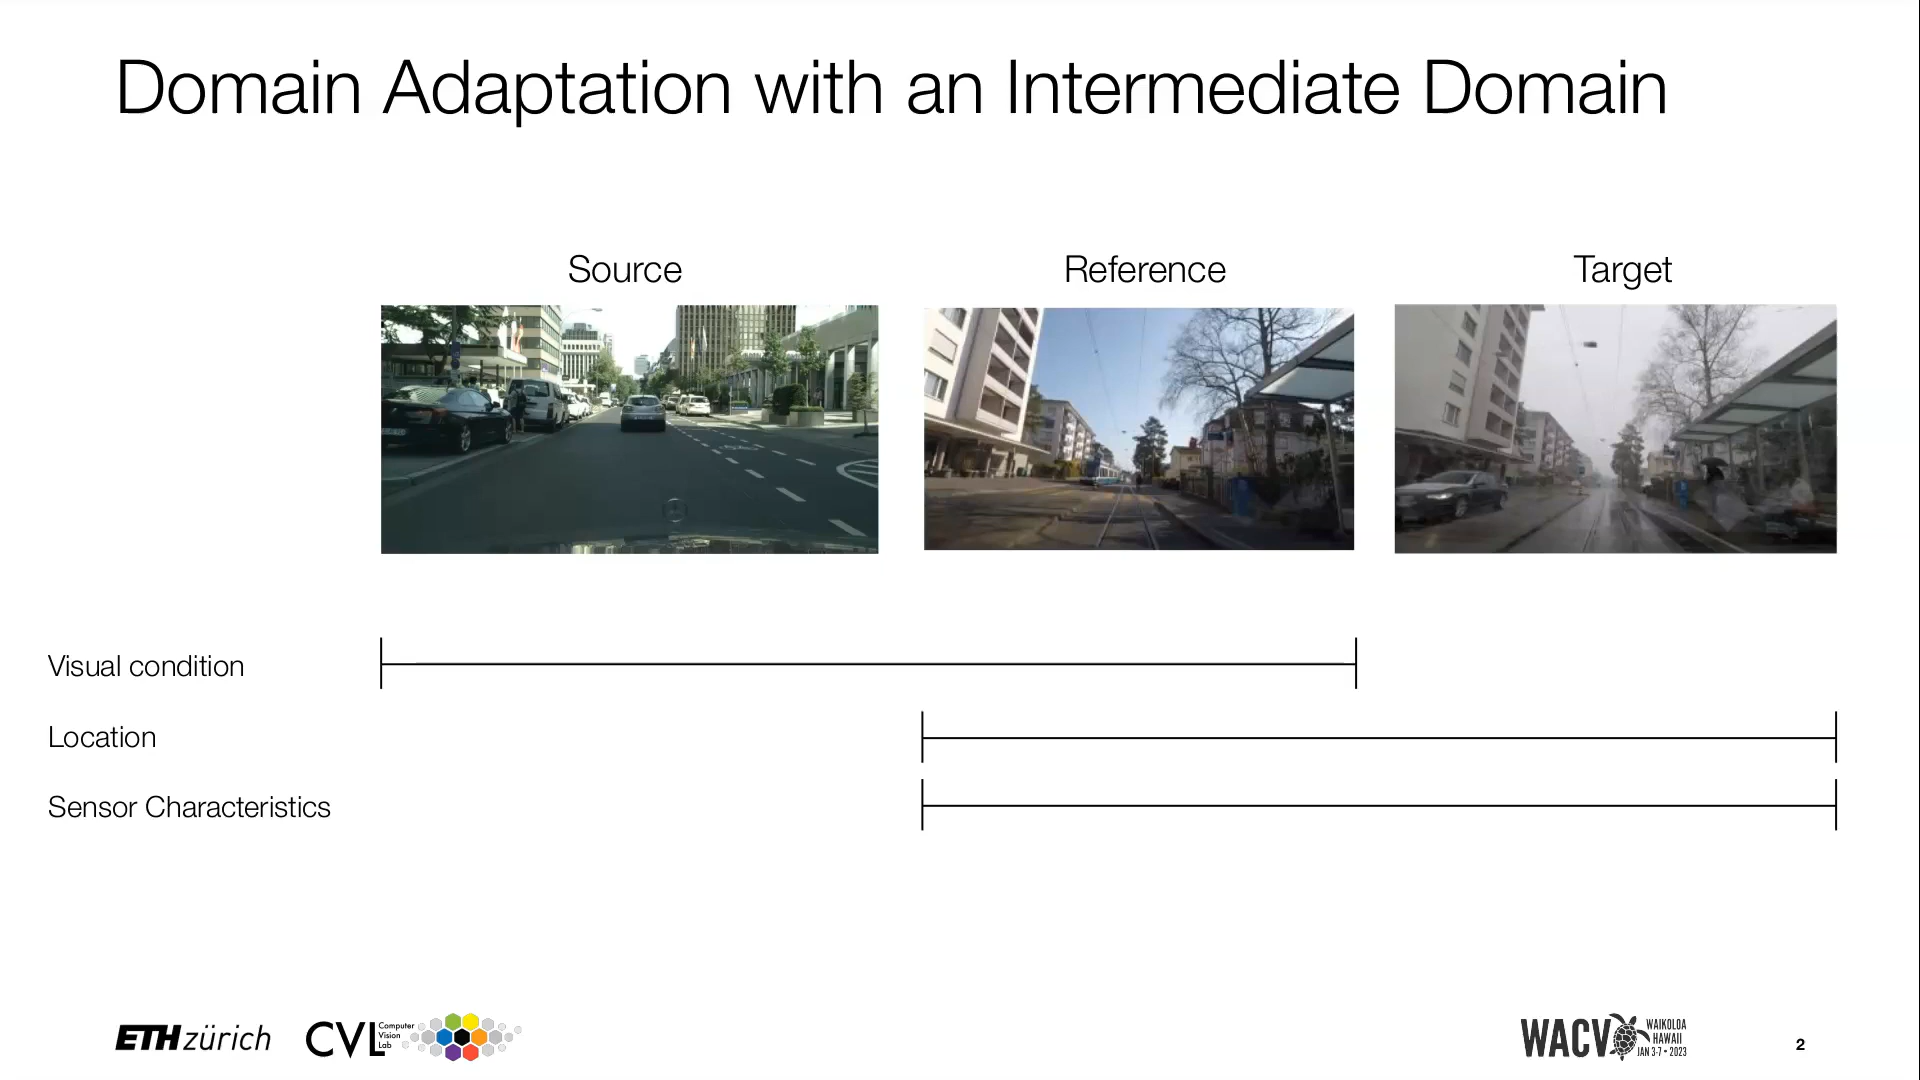 Domain Adaptation with an Intermediate Domain
Source
Reference
Target
Visual condition
Location
Sensor Characteristics
ETH zürich
CVL Computer
Vision
Lab
WACV
WAIKOLOA
HAWAII
JAN 3-7 • 2023
2